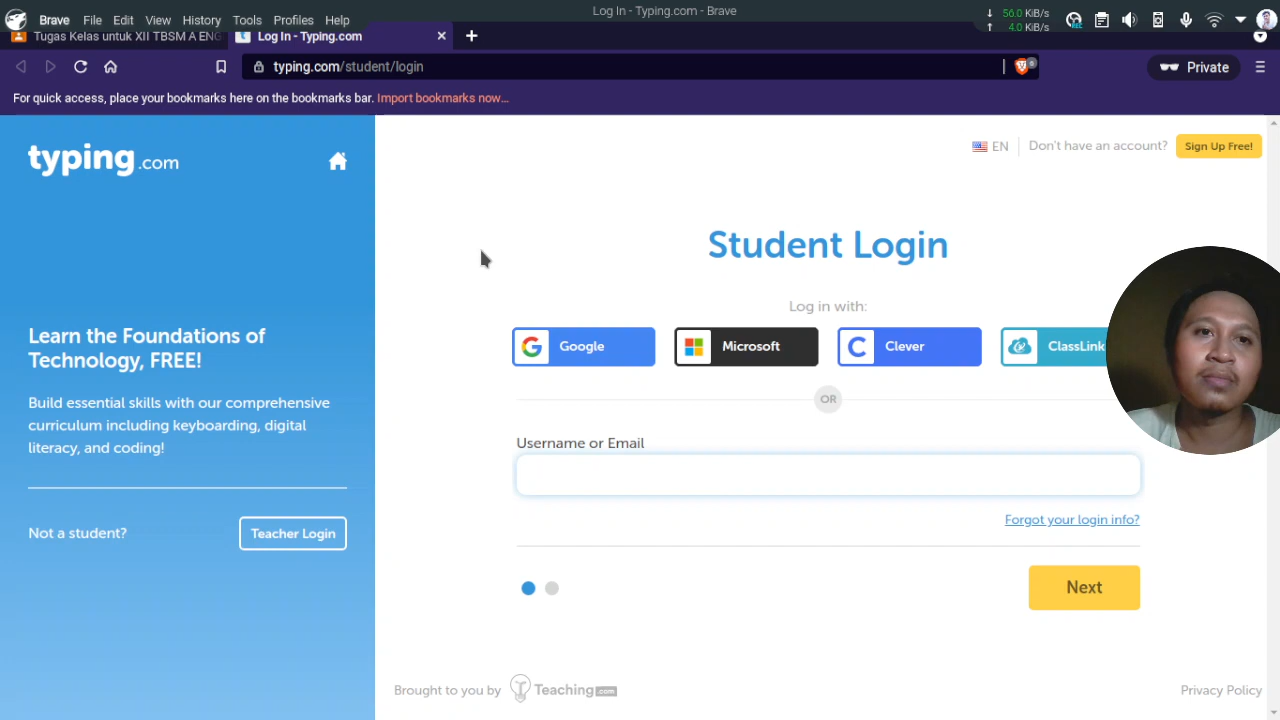 Brave File Edit View History Tools Profiles Help
Log In - Typing.com - Brave
56.0 KiB/s
4.0 KiB/s
Tugas Kelas untuk XII TBSM A ENG
Log In - Typing.com
typing.com/student/login
Private
For quick access, place your bookmarks here on the bookmarks bar. Import bookmarks now...
typing.com
EN
Don't have an account?
Sign Up Free!
Student Login
Log in with:
Google
Microsoft
Clever
ClassLink
OR
Learn the Foundations of
Technology, FREE!
Build essential skills with our comprehensive
curriculum including keyboarding, digital
literacy, and coding!
Not a student?
Teacher Login
Username or Email
Forgot your login info?
Next
Brought to you by Teaching.com
Privacy Policy